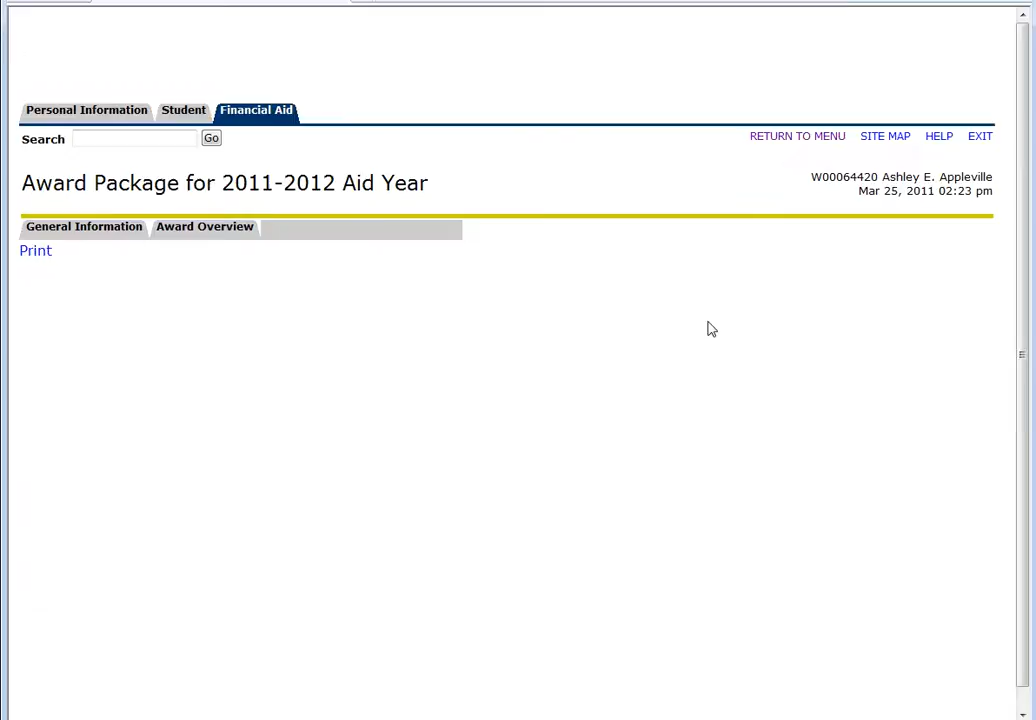 Personal Information Student Financial Aid
Search Go RETURN TO MENU SITE MAP HELP EXIT
Award Package for 2011-2012 Aid Year
W00064420 Ashley E. Appleville
Mar 25, 2011 02:23 pm
General Information Award Overview
Print